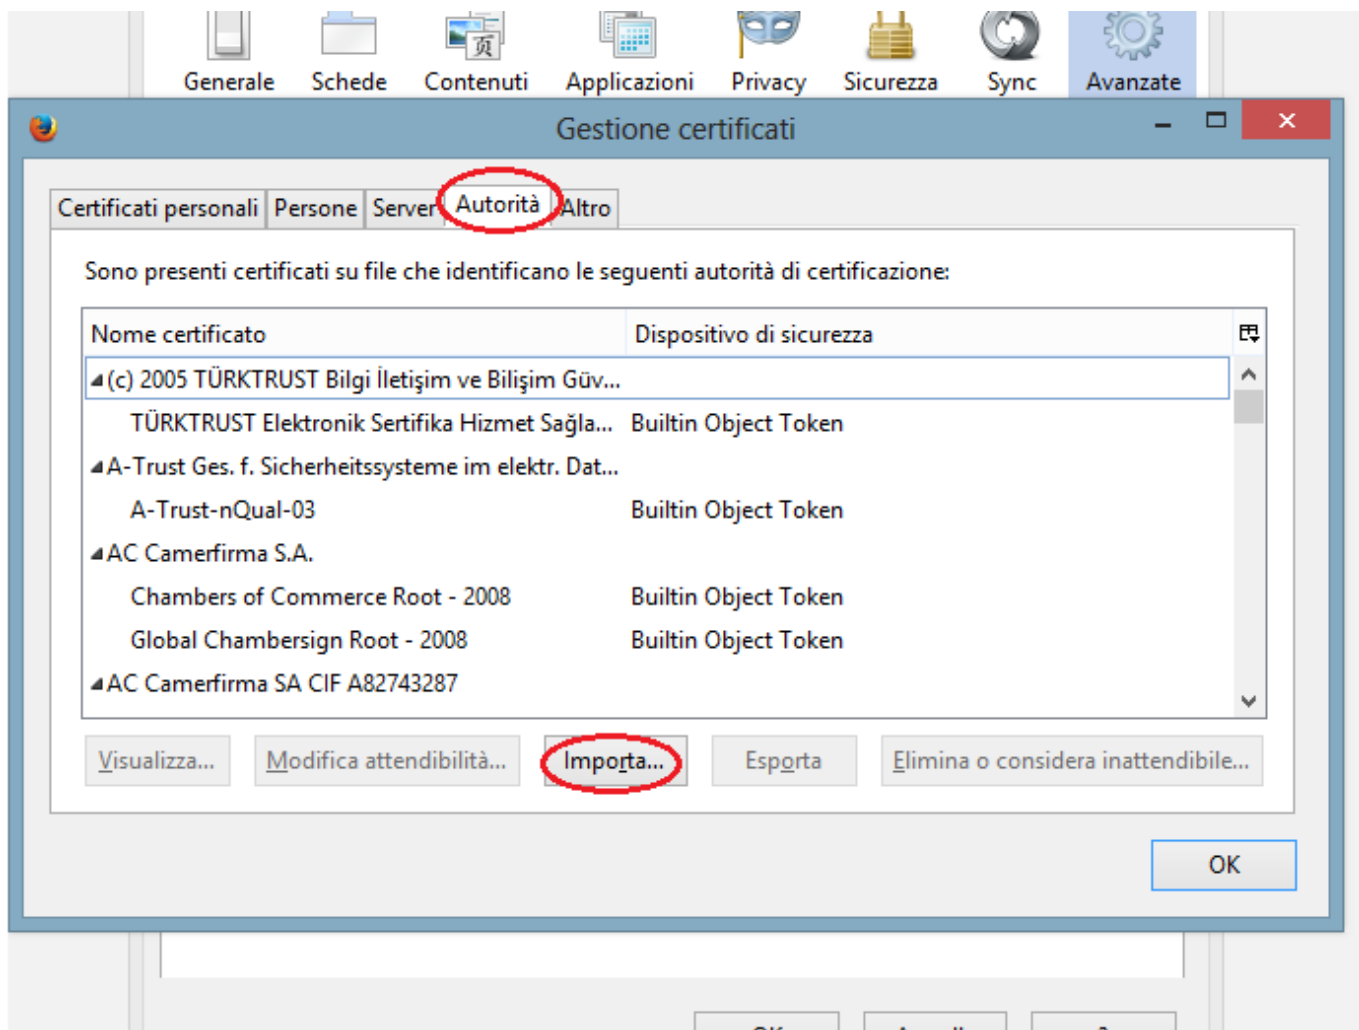 Generale Schede Contenuti Applicazioni Privacy Sicurezza Sync Avanzate
Gestione certificati
Certificati personali Persone Server Autorità Altro
Sono presenti certificati su file che identificano le seguenti autorità di certificazione:
Nome certificato Dispositivo di sicurezza
(c) 2005 TÜRKTRUST Bilgi İletişim ve Bilişim Güv...
TÜRKTRUST Elektronik Sertifika Hizmet Sağla... Builtin Object Token
A-Trust Ges. f. Sicherheitssysteme im elektr. Dat...
A-Trust-nQual-03 Builtin Object Token
AC Camerfirma S.A.
Chambers of Commerce Root - 2008 Builtin Object Token
Global Chambersign Root - 2008 Builtin Object Token
AC Camerfirma SA CIF A82743287
Visualizza... Modifica attendibilità... Importa... Esporta Elimina o considera inattendibile...
OK